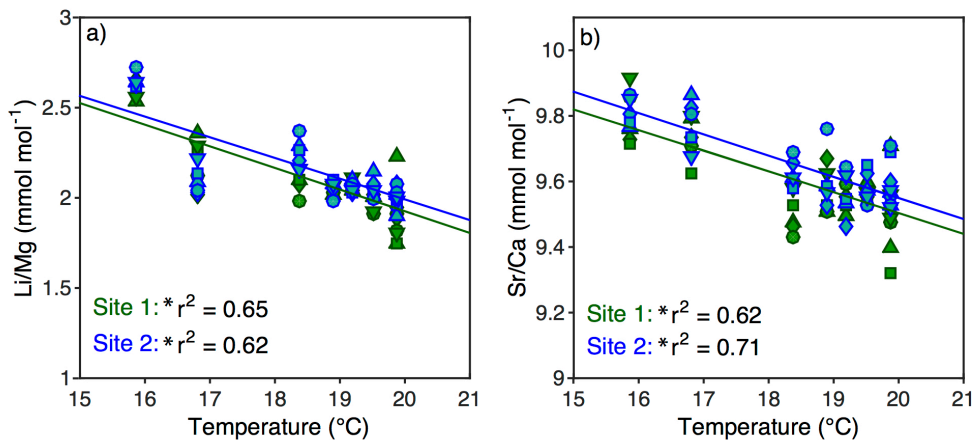 a)
3
2.5
2
1.5
1
Li/Mg (mmol mol⁻¹)
Site 1: *r² = 0.65
Site 2: *r² = 0.62
15 16 17 18 19 20 21
Temperature (°C)
b)
10
9.8
9.6
9.4
9.2
9
Sr/Ca (mmol mol⁻¹)
Site 1: *r² = 0.62
Site 2: *r² = 0.71
15 16 17 18 19 20 21
Temperature (°C)